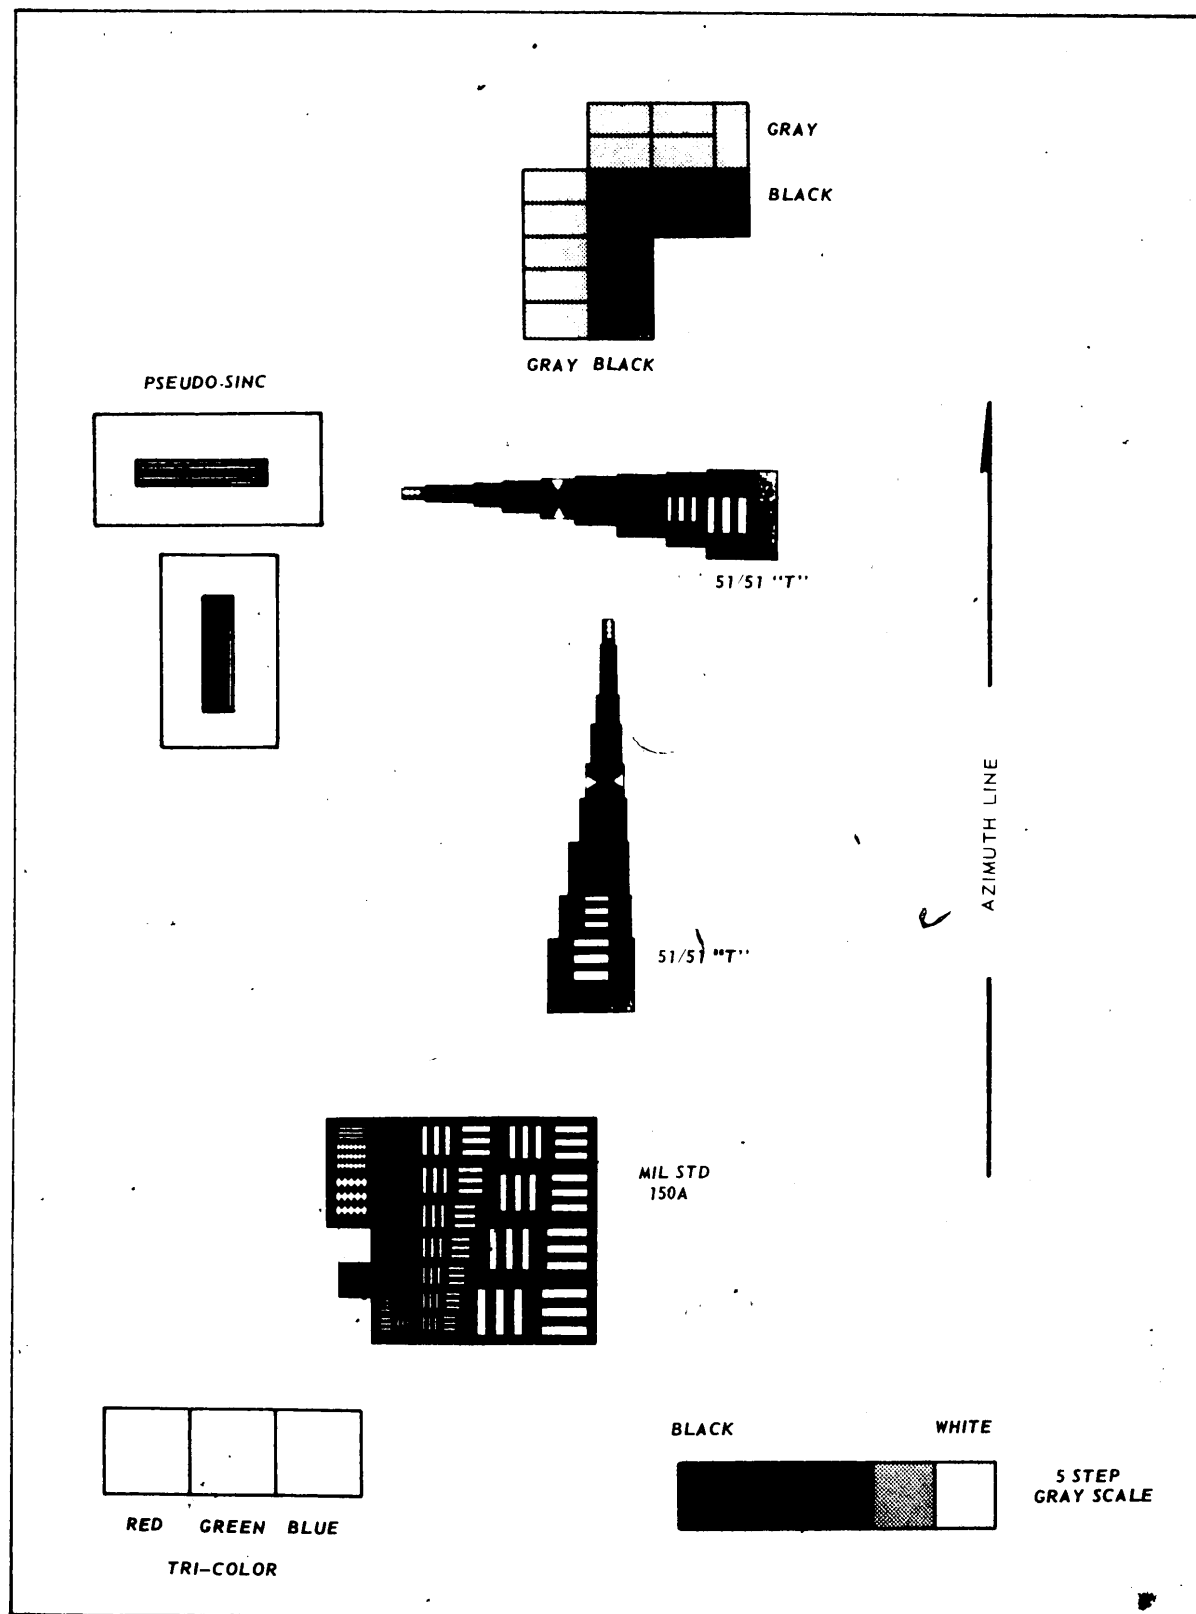 GRAY
BLACK
GRAY BLACK
PSEUDO-SINC
51/51 "T"
AZIMUTH LINE
51/51 "T"
MIL STD
150A
BLACK
WHITE
5 STEP
GRAY SCALE
RED GREEN BLUE
TRI-COLOR